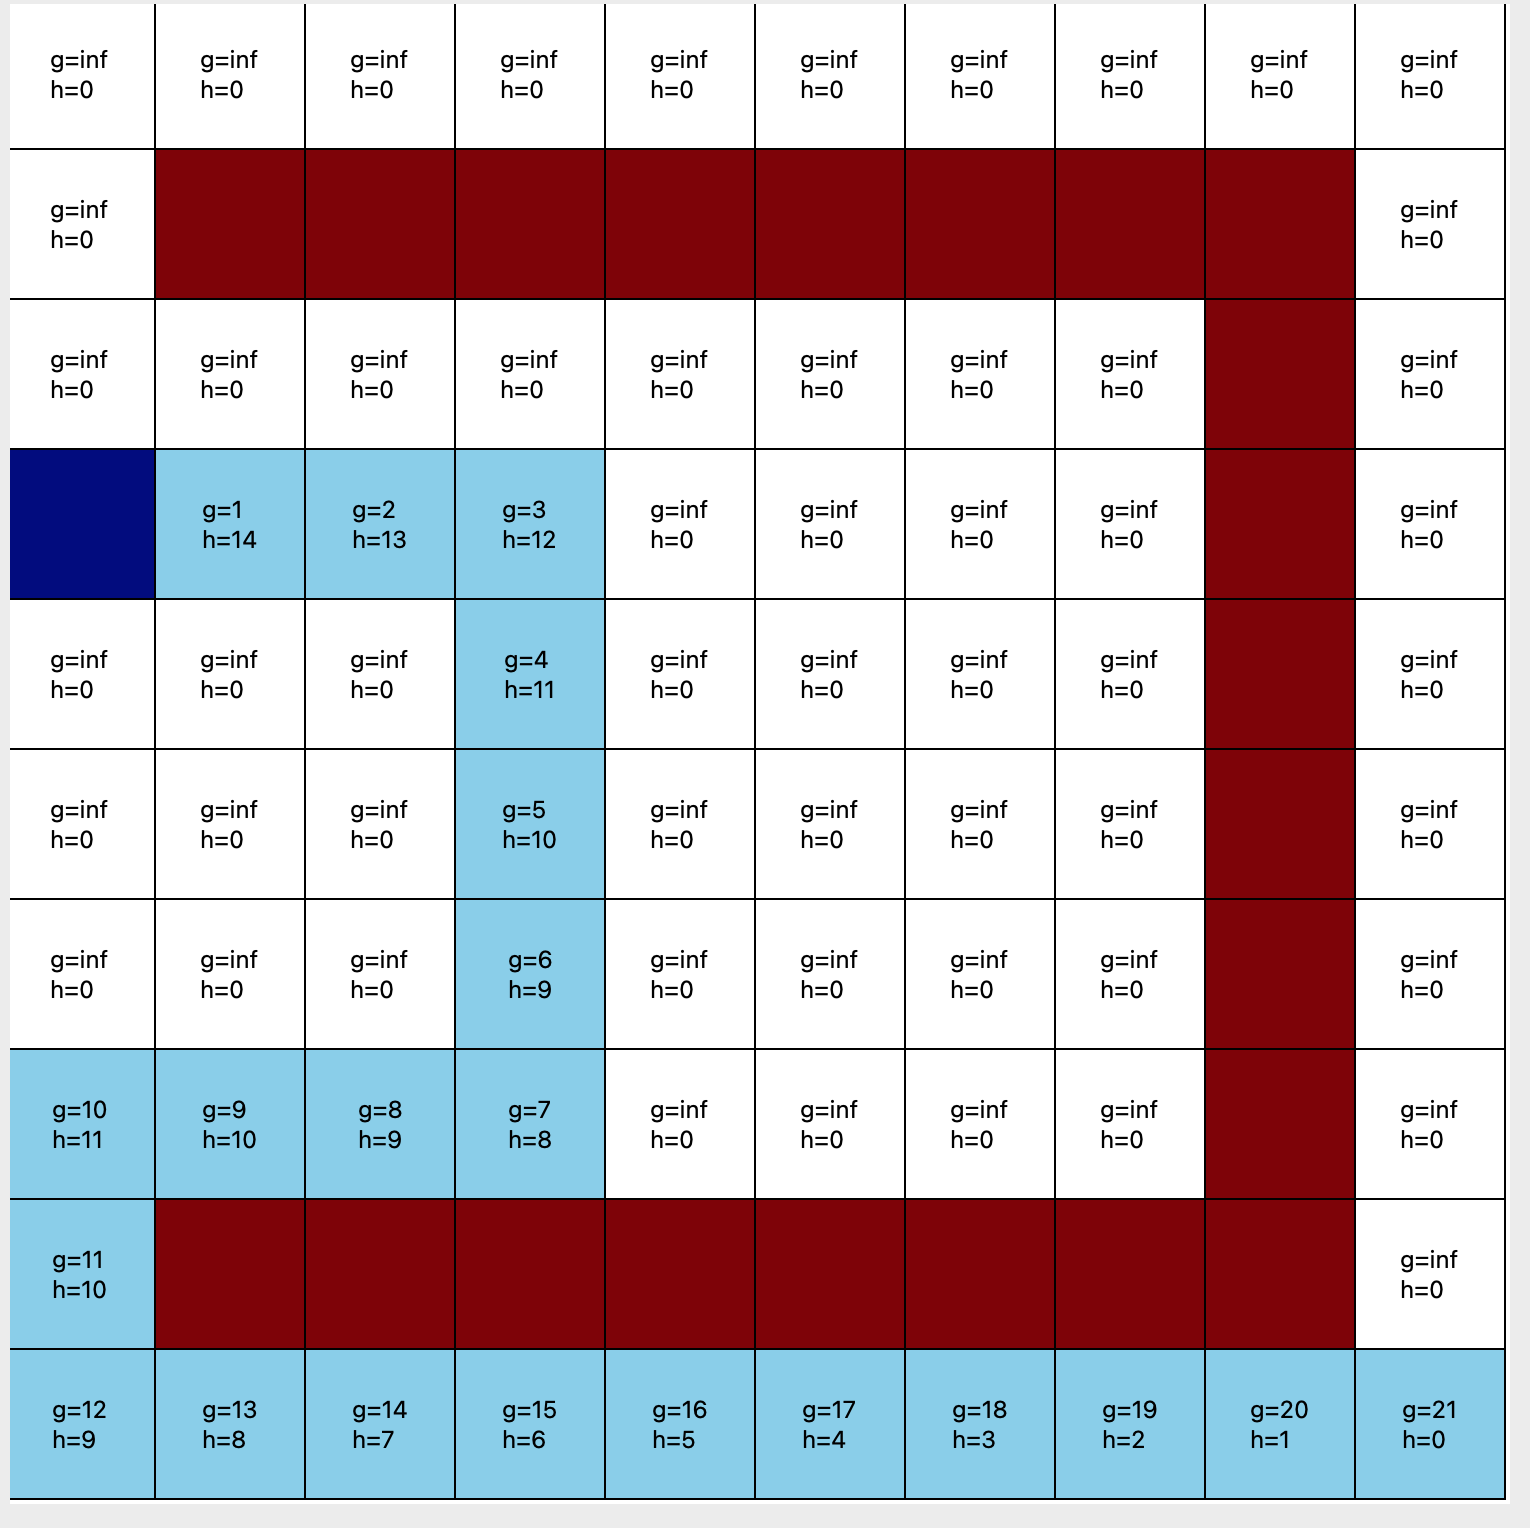 g=inf g=inf g=inf g=inf g=inf g=inf g=inf g=inf g=inf g=inf
h=0 h=0 h=0 h=0 h=0 h=0 h=0 h=0 h=0 h=0
g=inf g=inf
h=0 h=0
g=inf g=inf g=inf g=inf g=inf g=inf g=inf g=inf g=inf
h=0 h=0 h=0 h=0 h=0 h=0 h=0 h=0 h=0
g=1 g=2 g=3 g=inf g=inf g=inf g=inf g=inf
h=14 h=13 h=12 h=0 h=0 h=0 h=0 h=0
g=inf g=inf g=inf g=4 g=inf g=inf g=inf g=inf g=inf
h=0 h=0 h=0 h=11 h=0 h=0 h=0 h=0 h=0
g=inf g=inf g=inf g=5 g=inf g=inf g=inf g=inf g=inf
h=0 h=0 h=0 h=10 h=0 h=0 h=0 h=0 h=0
g=inf g=inf g=inf g=6 g=inf g=inf g=inf g=inf g=inf
h=0 h=0 h=0 h=9 h=0 h=0 h=0 h=0 h=0
g=10 g=9 g=8 g=7 g=inf g=inf g=inf g=inf g=inf
h=11 h=10 h=9 h=8 h=0 h=0 h=0 h=0 h=0
g=11 g=inf
h=10 h=0
g=12 g=13 g=14 g=15 g=16 g=17 g=18 g=19 g=20 g=21
h=9 h=8 h=7 h=6 h=5 h=4 h=3 h=2 h=1 h=0